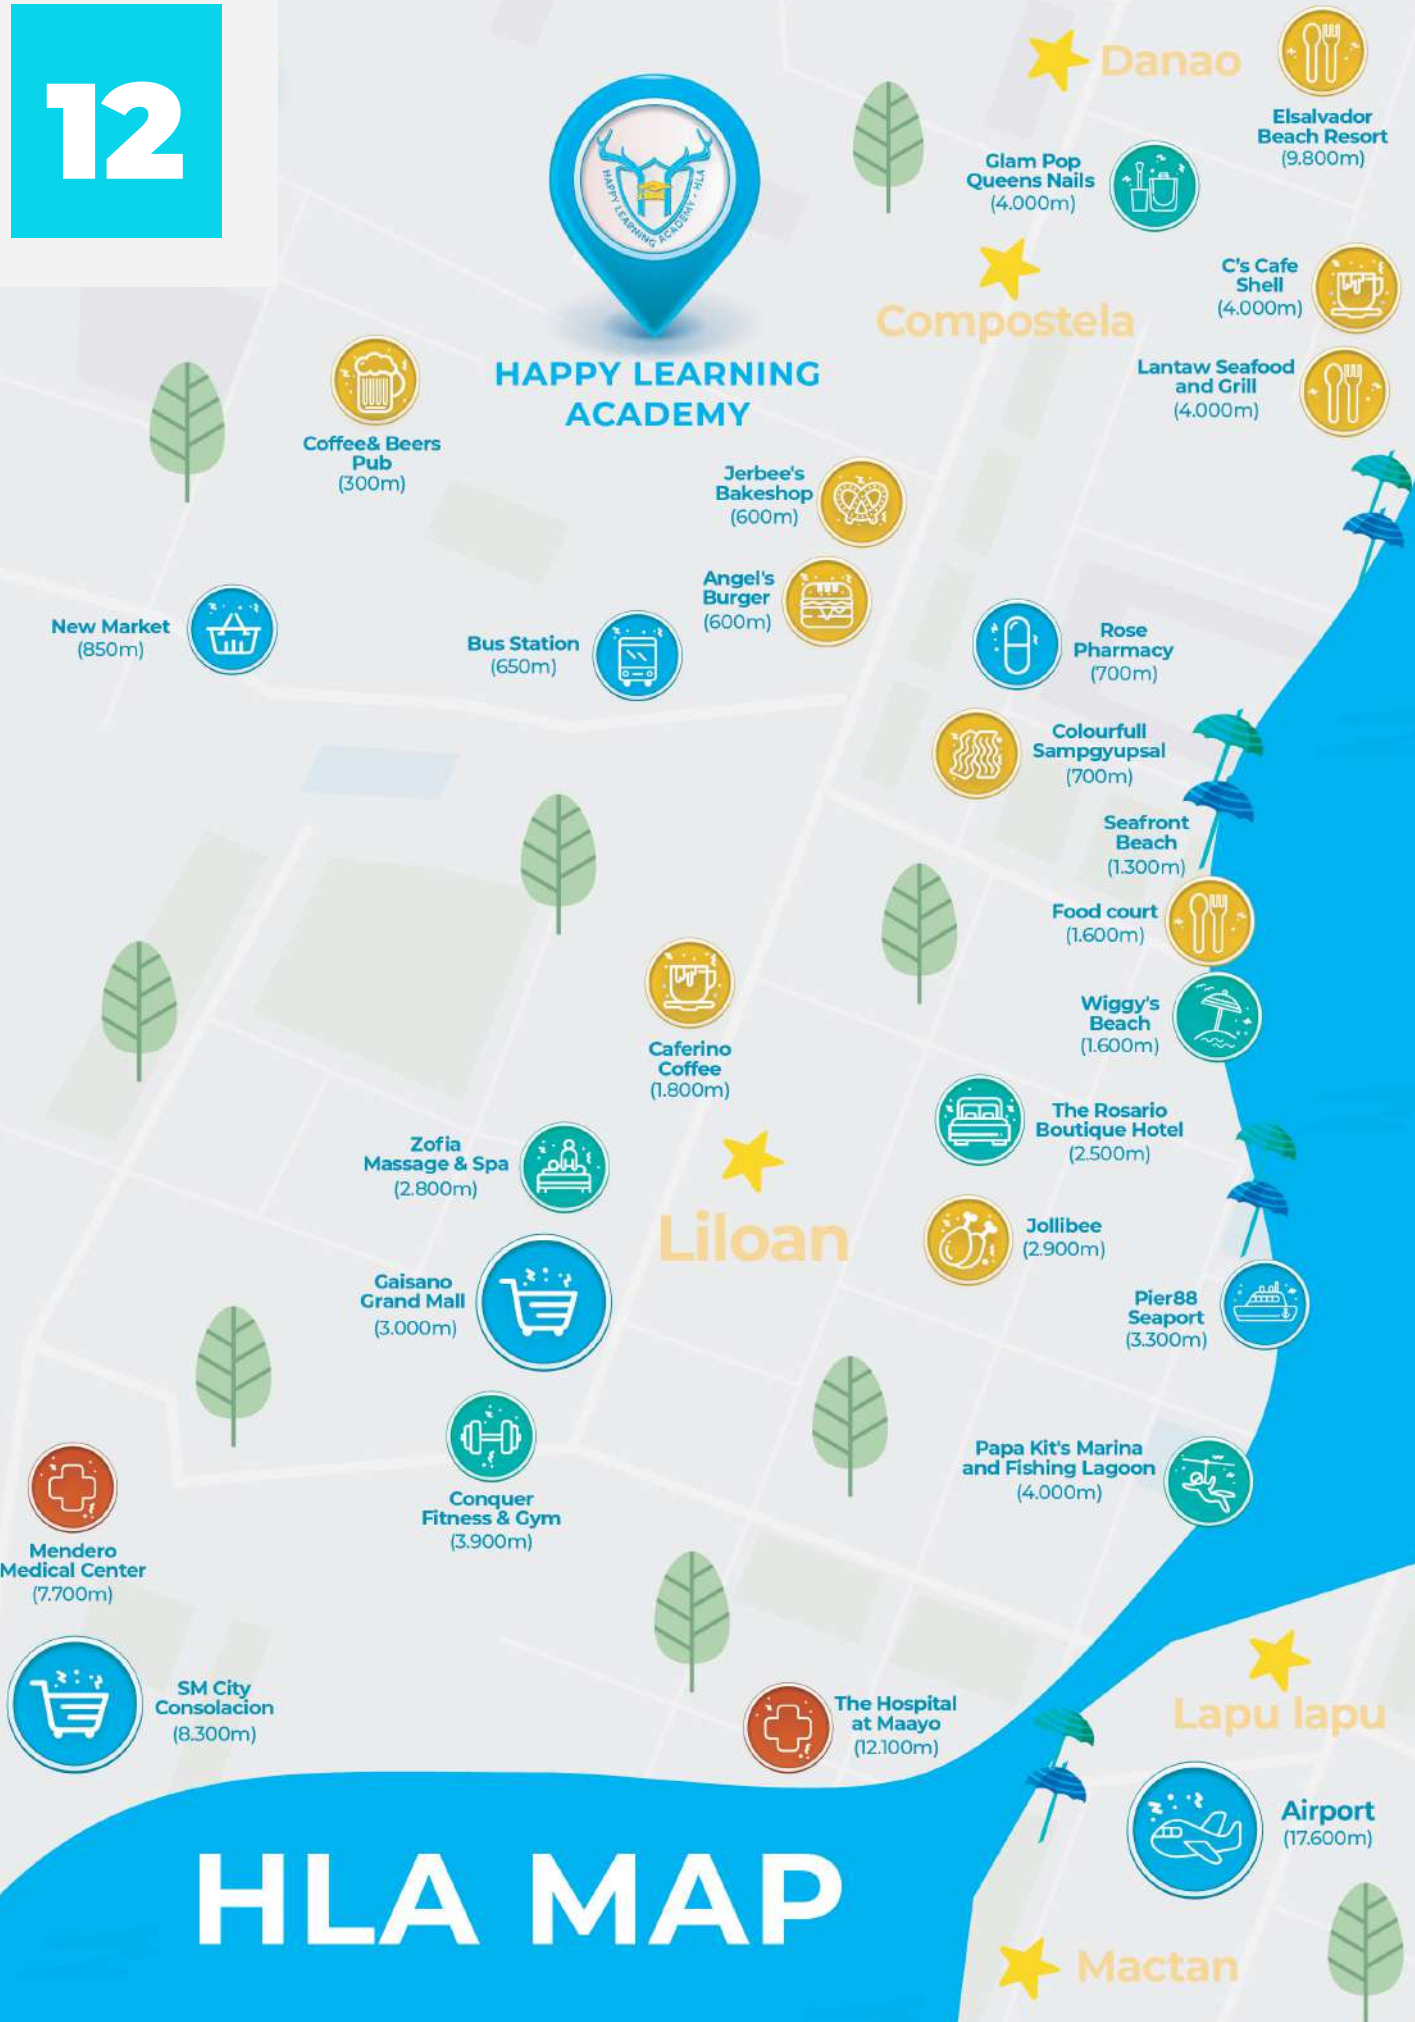 12
Danao
Elsalvador
Beach Resort
(9.800m)
Glam Pop
Queens Nails
(4.000m)
HAPPY LEARNING ACADEMY - HLA
C's Cafe
Shell
(4.000m)
Compostela
HAPPY LEARNING
ACADEMY
Lantaw Seafood
and Grill
(4.000m)
Coffee& Beers
Pub
(300m)
Jerbee's
Bakeshop
(600m)
Angel's
Burger
(600m)
New Market
(850m)
Bus Station
(650m)
Rose
Pharmacy
(700m)
Colourfull
Sampgyupsal
(700m)
Seafront
Beach
(1.300m)
Food court
(1.600m)
Wiggy's
Beach
(1.600m)
Caferino
Coffee
(1.800m)
The Rosario
Boutique Hotel
(2.500m)
Zofia
Massage & Spa
(2.800m)
Liloan
Jollibee
(2.900m)
Gaisano
Grand Mall
(3.000m)
Pier88
Seaport
(3.300m)
Papa Kit's Marina
and Fishing Lagoon
(4.000m)
Conquer
Fitness & Gym
(3.900m)
Mendero
Medical Center
(7.700m)
SM City
Consolacion
(8.300m)
The Hospital
at Maayo
(12.100m)
Lapu lapu
Airport
(17.600m)
HLA MAP
Mactan